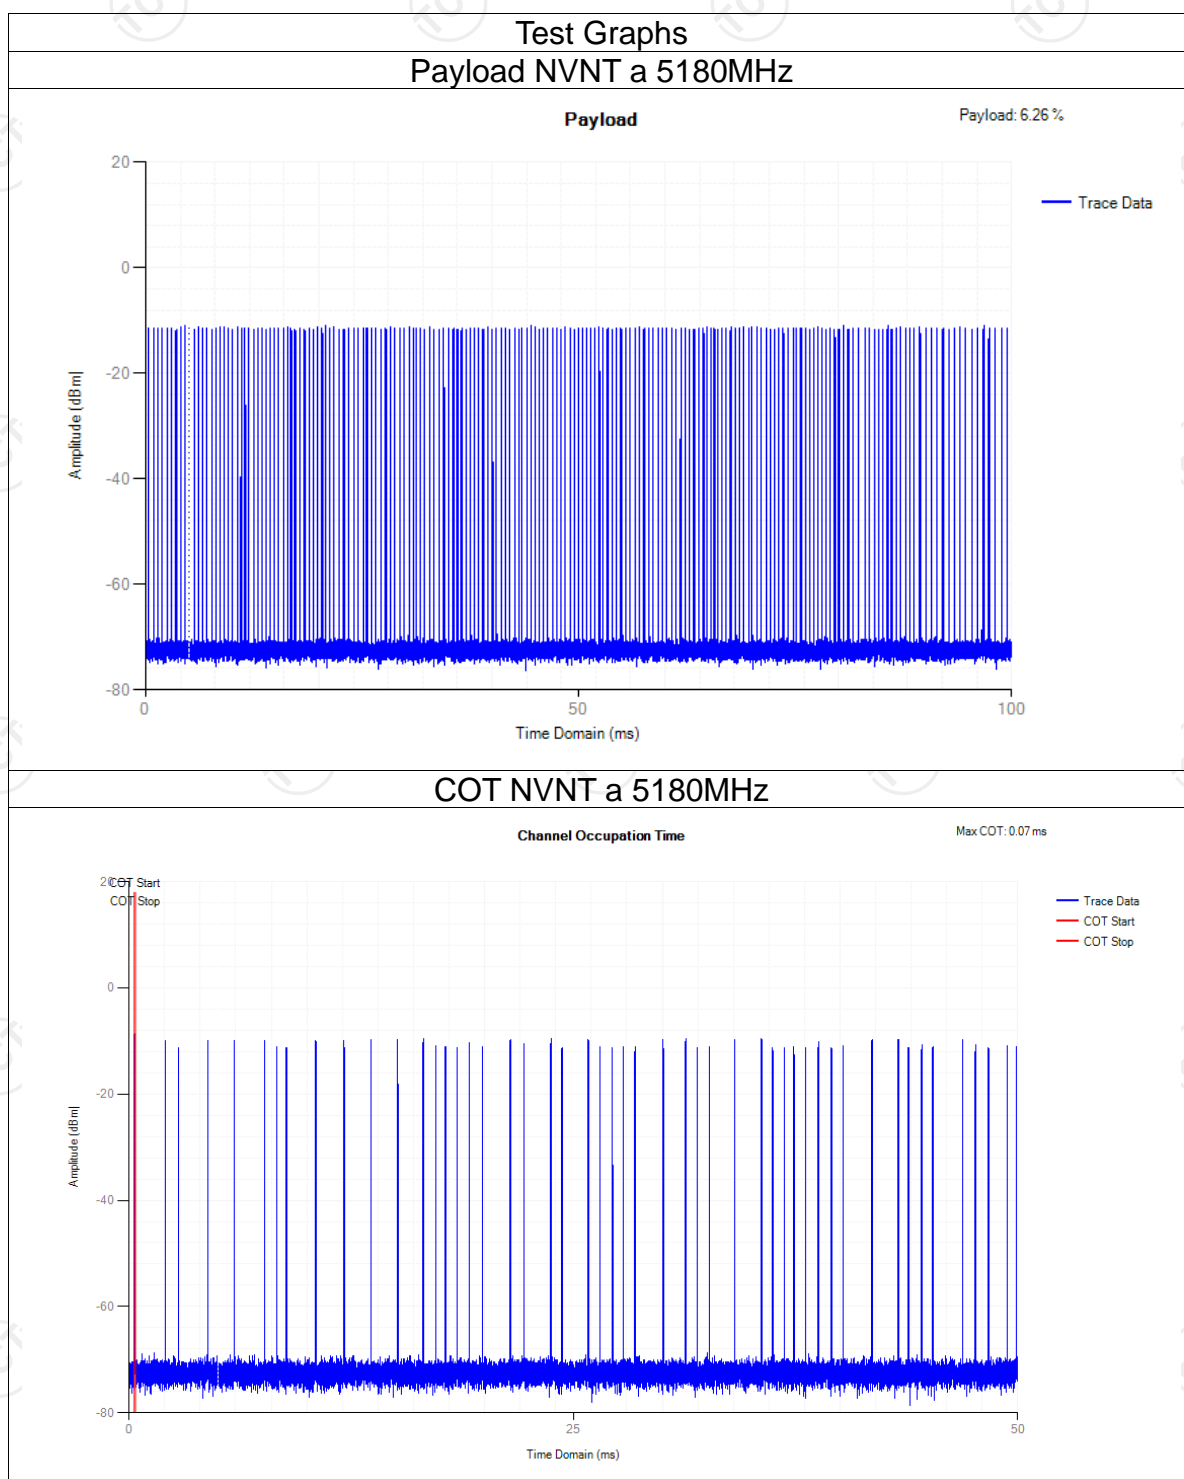 Test Graphs
Payload NVNT a 5180MHz
Payload
Payload: 6.26 %
20
0
-20
-40
-60
-80
Amplitude (dBm)
0
50
100
Time Domain (ms)
Trace Data
COT NVNT a 5180MHz
Channel Occupation Time
Max COT: 0.07 ms
20
COT Start
COT Stop
0
-20
-40
-60
-80
Amplitude (dBm)
0
25
50
Time Domain (ms)
Trace Data
COT Start
COT Stop